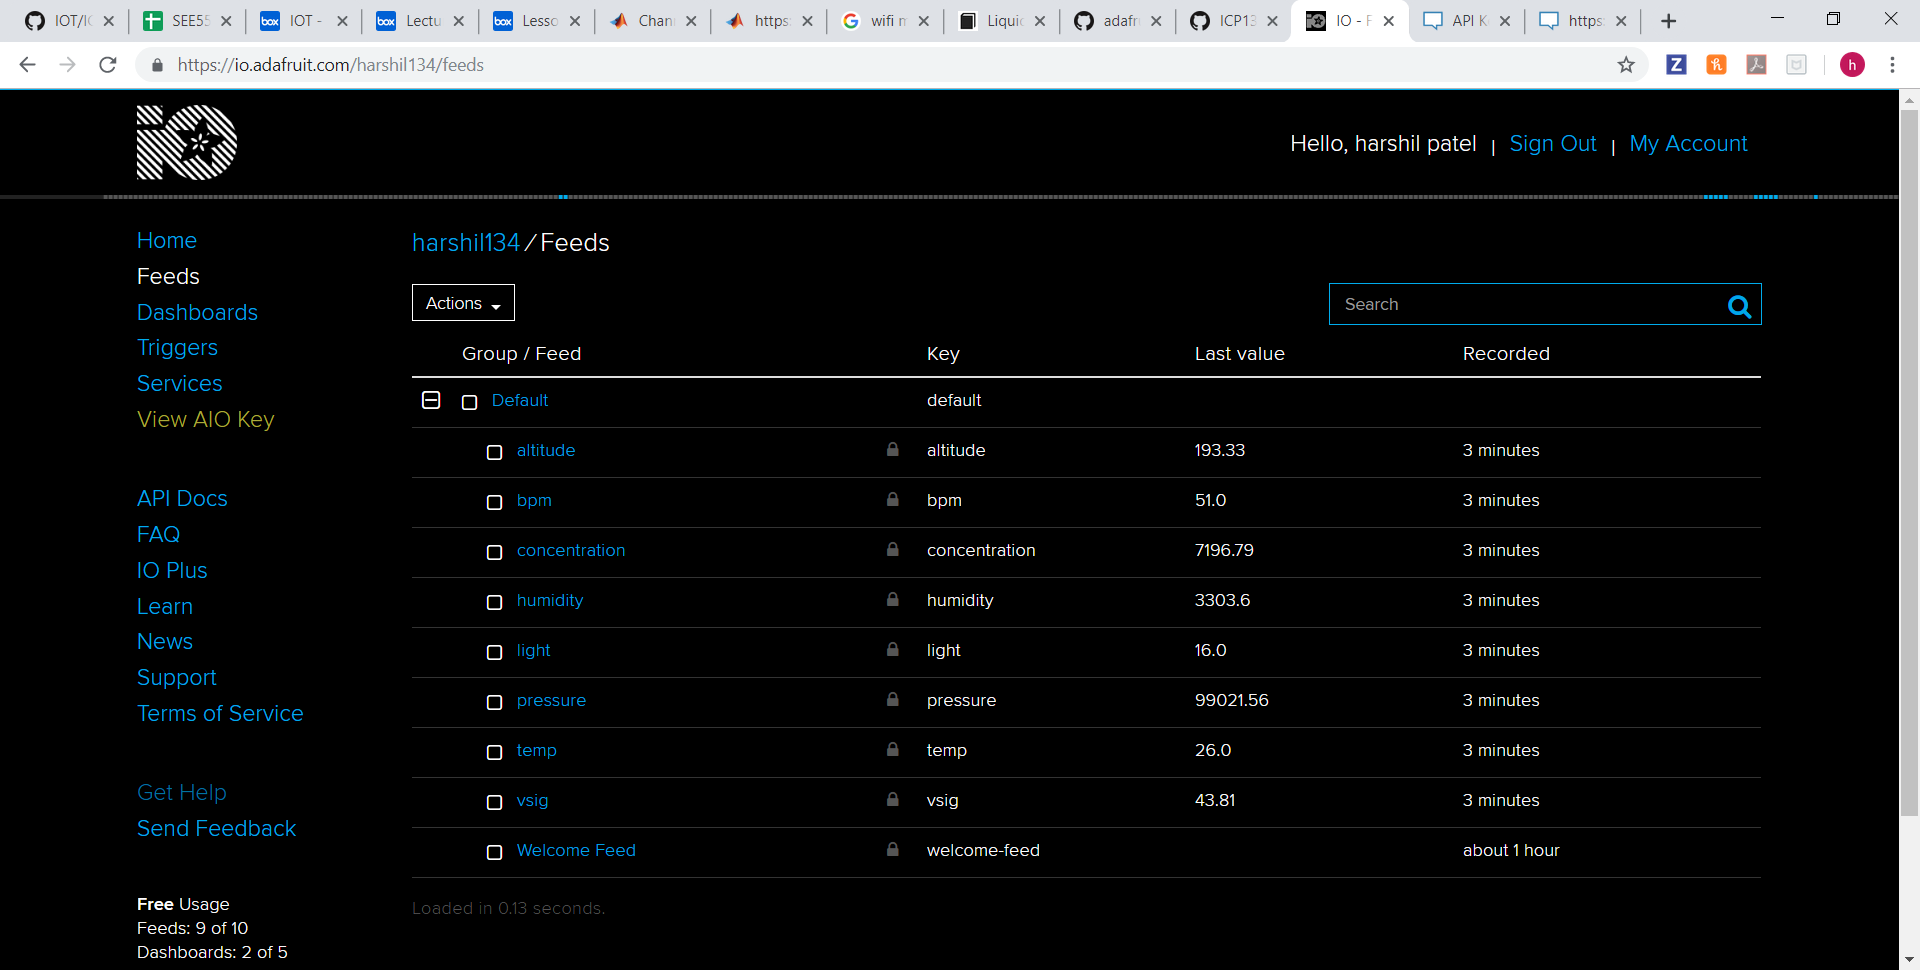 IOT/IC
SEE55
IOT -
Lectu
Lesso
Chan
https:
wifi m
Liquid
adafr
ICP13
IO - F
API K
https:
https://io.adafruit.com/harshil134/feeds
h
Hello, harshil patel | Sign Out | My Account
Home
Feeds
Dashboards
Triggers
Services
View AIO Key
API Docs
FAQ
IO Plus
Learn
News
Support
Terms of Service
Get Help
Send Feedback
Free Usage
Feeds: 9 of 10
Dashboards: 2 of 5
harshil134 / Feeds
Actions
Search
Group / Feed Key Last value Recorded
Default default
altitude altitude 193.33 3 minutes
bpm bpm 51.0 3 minutes
concentration concentration 7196.79 3 minutes
humidity humidity 3303.6 3 minutes
light light 16.0 3 minutes
pressure pressure 99021.56 3 minutes
temp temp 26.0 3 minutes
vsig vsig 43.81 3 minutes
Welcome Feed welcome-feed about 1 hour
Loaded in 0.13 seconds.